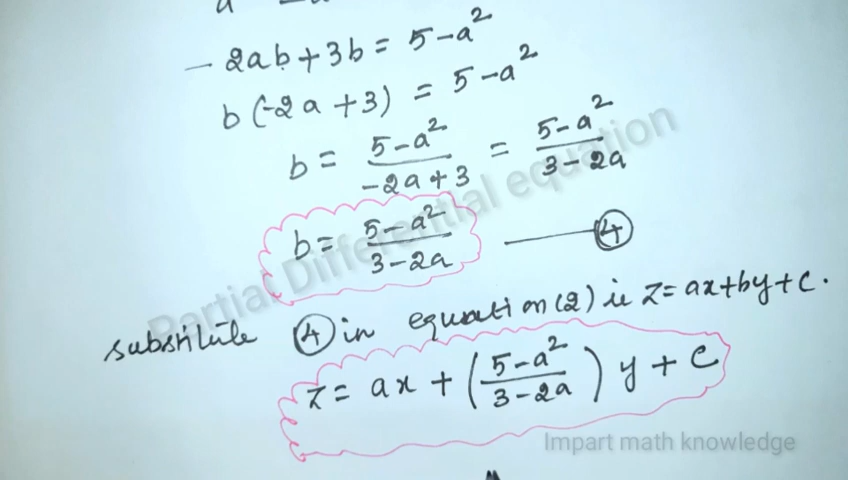 - 2ab + 3b = 5 - a²
b (-2a + 3) = 5 - a²
b = (5 - a²)/(-2a + 3) = (5 - a²)/(3 - 2a)
b = (5 - a²)/(3 - 2a) —— ④
substitute ④ in equation (2) ie z = ax + by + c.
z = ax + ((5 - a²)/(3 - 2a)) y + c
Partial Differential equation
Impart math knowledge